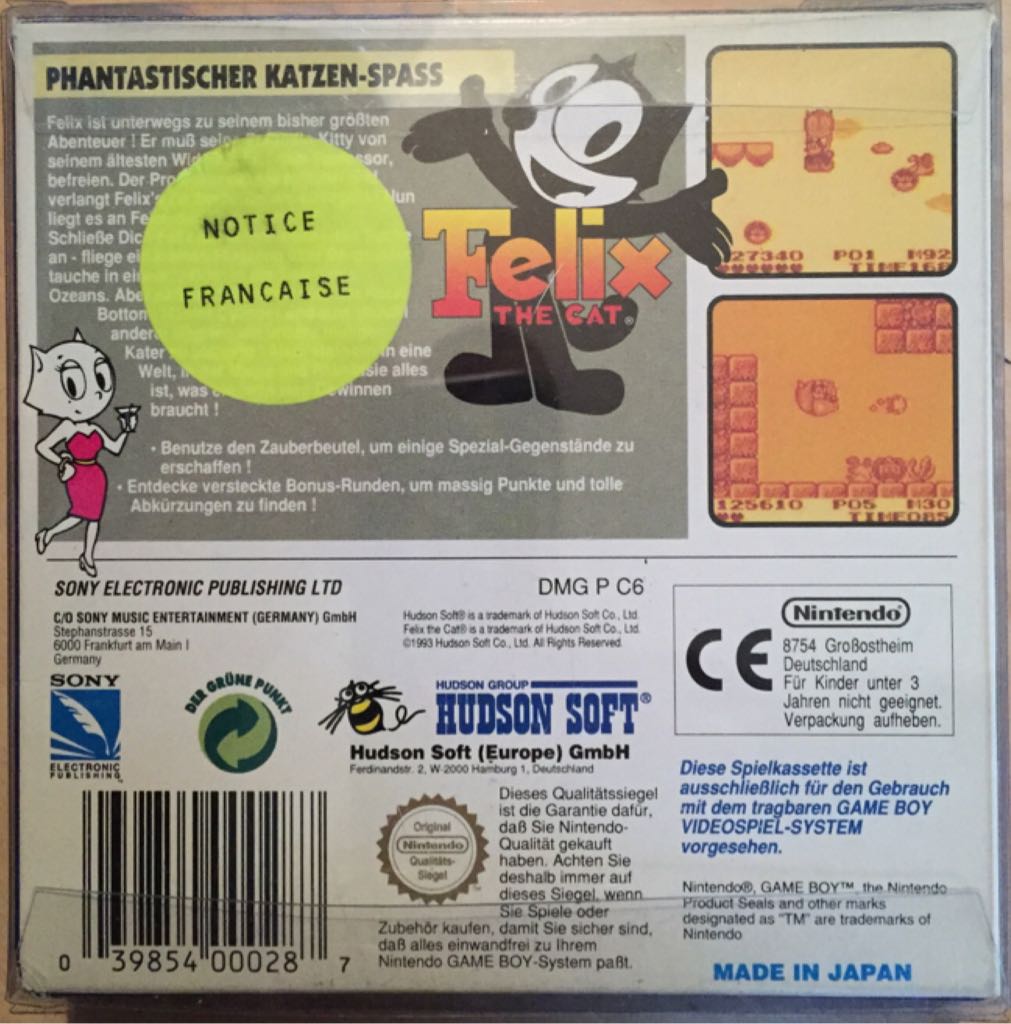 PHANTASTISCHER KATZEN-SPASS
Felix ist unterwegs zu seinem bisher größten
Abenteuer ! Er muß Kitty von
seinem ältesten
befreien. Der
verlangt Felix's
liegt es an
Schließe
an - fliege
tauche in
Ozeans.
in eine
Welt, sie alles
ist, was
braucht !
NOTICE
FRANCAISE
Felix
THE CAT®
• Benutze den Zauberbeutel, um einige Spezial-Gegenstände zu
erschaffen !
• Entdecke versteckte Bonus-Runden, um massig Punkte und tolle
Abkürzungen zu finden !
27340 P01 M92
TIME168
125610 P05 M30
TIME085
SONY ELECTRONIC PUBLISHING LTD
C/O SONY MUSIC ENTERTAINMENT (GERMANY) GmbH
Stephanstrasse 15
6000 Frankfurt am Main I
Germany
DMG P C6
Hudson Soft® is a trademark of Hudson Soft Co., Ltd.
Felix the Cat® is a trademark of Hudson Soft Co., Ltd.
©1993 Hudson Soft Co., Ltd. All Rights Reserved.
Nintendo®
8754 Großostheim
Deutschland
Für Kinder unter 3
Jahren nicht geeignet.
Verpackung aufheben.
CE
SONY
ELECTRONIC
PUBLISHING
DER GRÜNE PUNKT
HUDSON GROUP
HUDSON SOFT®
Hudson Soft (Europe) GmbH
Ferdinandstr. 2, W-2000 Hamburg 1, Deutschland
Diese Spielkassette ist
ausschließlich für den Gebrauch
mit dem tragbaren GAME BOY
VIDEOSPIEL-SYSTEM
vorgesehen.
Original
Nintendo
Qualitäts-
Siegel
Dieses Qualitätssiegel
ist die Garantie dafür,
daß Sie Nintendo-
Qualität gekauft
haben. Achten Sie
deshalb immer auf
dieses Siegel, wenn
Sie Spiele oder
Zubehör kaufen, damit Sie sicher sind,
daß alles einwandfrei zu Ihrem
Nintendo GAME BOY-System paßt.
Nintendo®, GAME BOY™, the Nintendo
Product Seals and other marks
designated as "TM" are trademarks of
Nintendo
0 39854 00028 7
MADE IN JAPAN